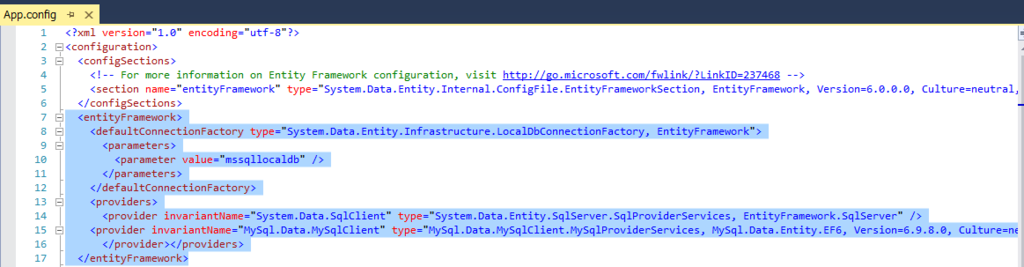 App.config
1 <?xml version="1.0" encoding="utf-8"?>
2 <configuration>
3 <configSections>
4 <!-- For more information on Entity Framework configuration, visit http://go.microsoft.com/fwlink/?LinkID=237468 -->
5 <section name="entityFramework" type="System.Data.Entity.Internal.ConfigFile.EntityFrameworkSection, EntityFramework, Version=6.0.0.0, Culture=neutral,
6 </configSections>
7 <entityFramework>
8 <defaultConnectionFactory type="System.Data.Entity.Infrastructure.LocalDbConnectionFactory, EntityFramework">
9 <parameters>
10 <parameter value="mssqllocaldb" />
11 </parameters>
12 </defaultConnectionFactory>
13 <providers>
14 <provider invariantName="System.Data.SqlClient" type="System.Data.Entity.SqlServer.SqlProviderServices, EntityFramework.SqlServer" />
15 <provider invariantName="MySql.Data.MySqlClient" type="MySql.Data.MySqlClient.MySqlProviderServices, MySql.Data.Entity.EF6, Version=6.9.8.0, Culture=ne
16 </provider></providers>
17 </entityFramework>